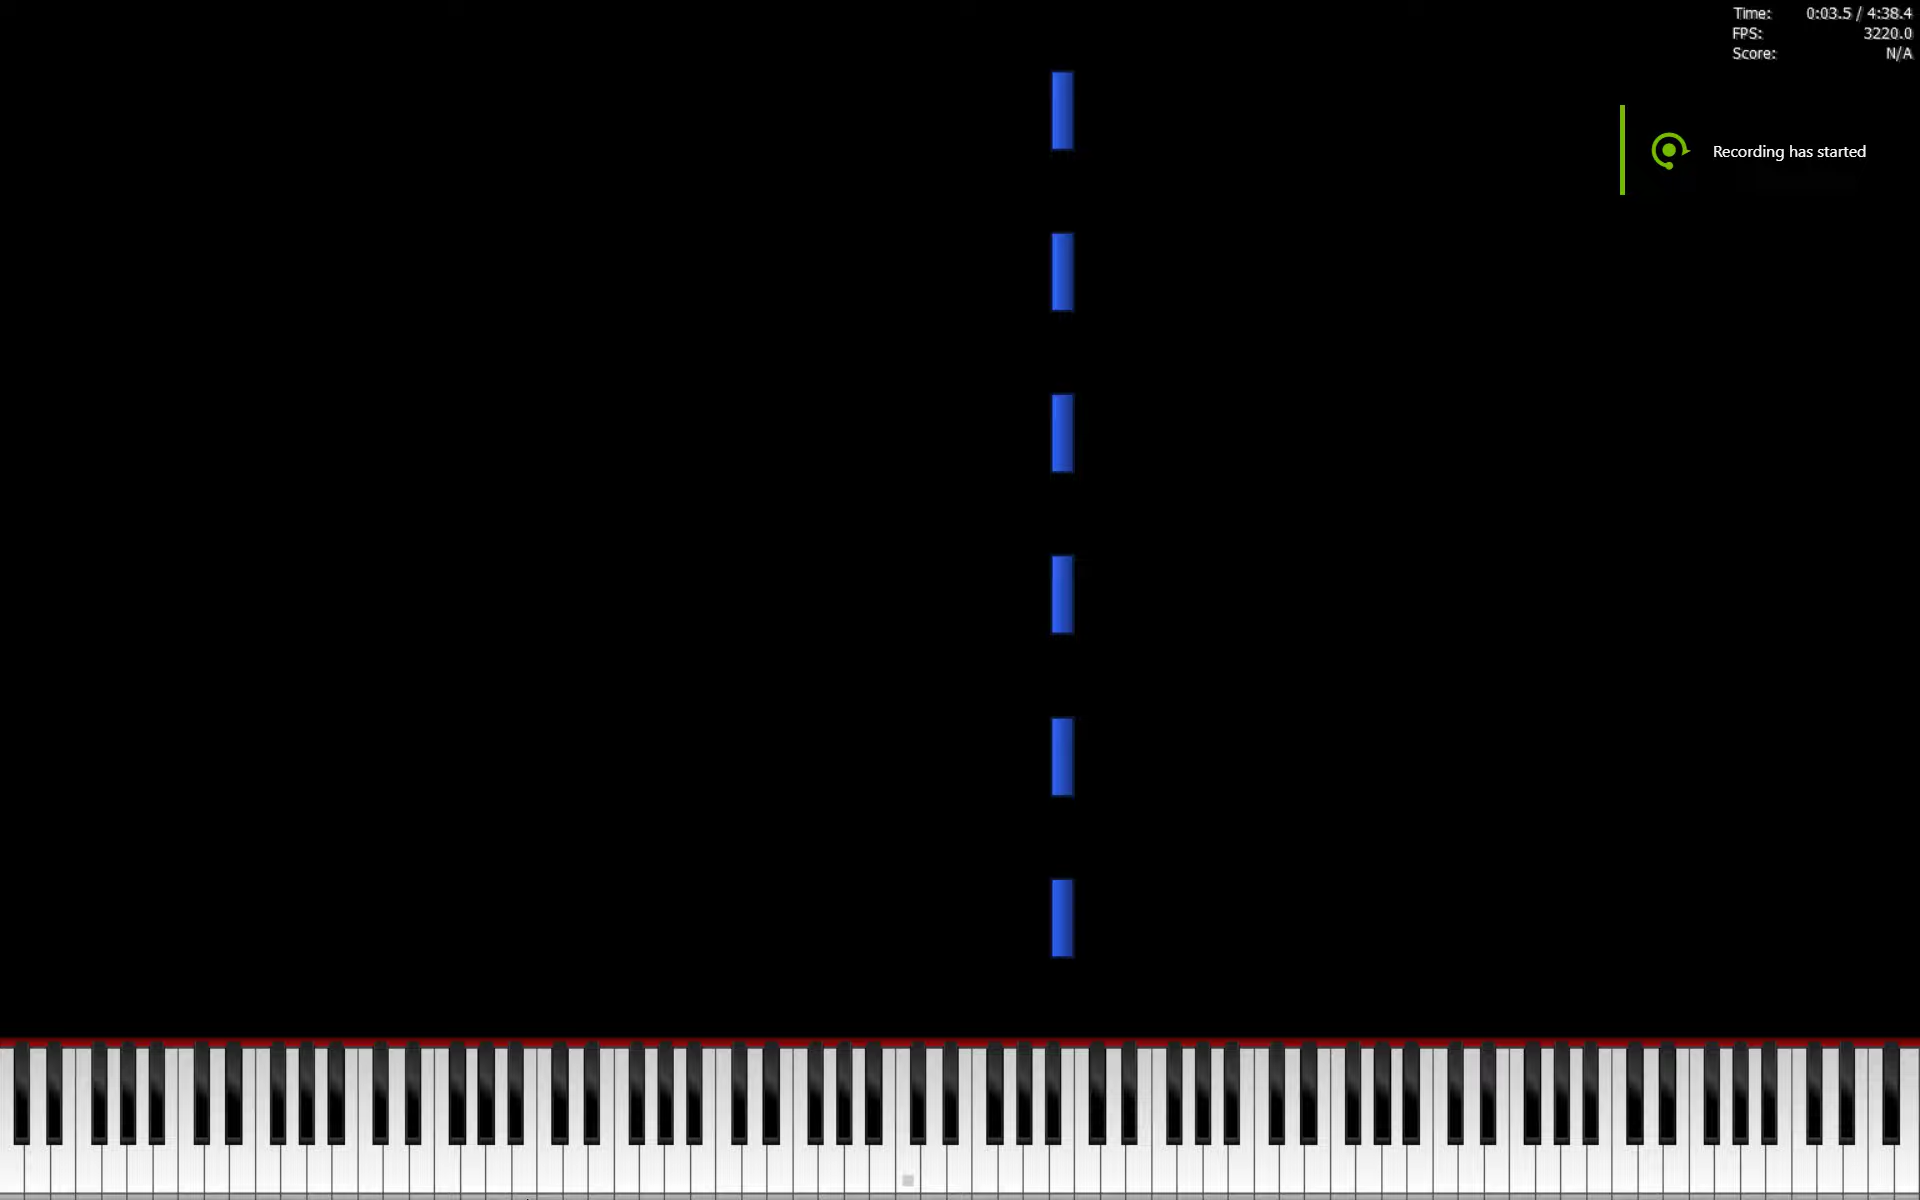 Time: 0:03.5 / 4:38.4
FPS: 3220.0
Score: N/A
Recording has started